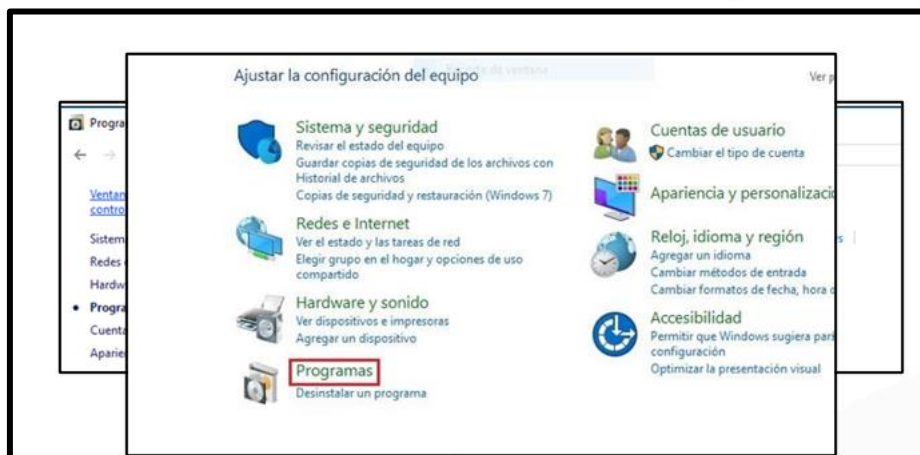 Ajustar la configuración del equipo
Ver p
Sistema y seguridad
Revisar el estado del equipo
Guardar copias de seguridad de los archivos con
Historial de archivos
Copias de seguridad y restauración (Windows 7)
Redes e Internet
Ver el estado y las tareas de red
Elegir grupo en el hogar y opciones de uso
compartido
Hardware y sonido
Ver dispositivos e impresoras
Agregar un dispositivo
Programas
Desinstalar un programa
Cuentas de usuario
Cambiar el tipo de cuenta
Apariencia y personalizació
Reloj, idioma y región
Agregar un idioma
Cambiar métodos de entrada
Cambiar formatos de fecha, hora o
Accesibilidad
Permitir que Windows sugiera pará
configuración
Optimizar la presentación visual
Progra
Ventan
contro
Sistem
Redes
Hardw
Progra
Cuenta
Aparie